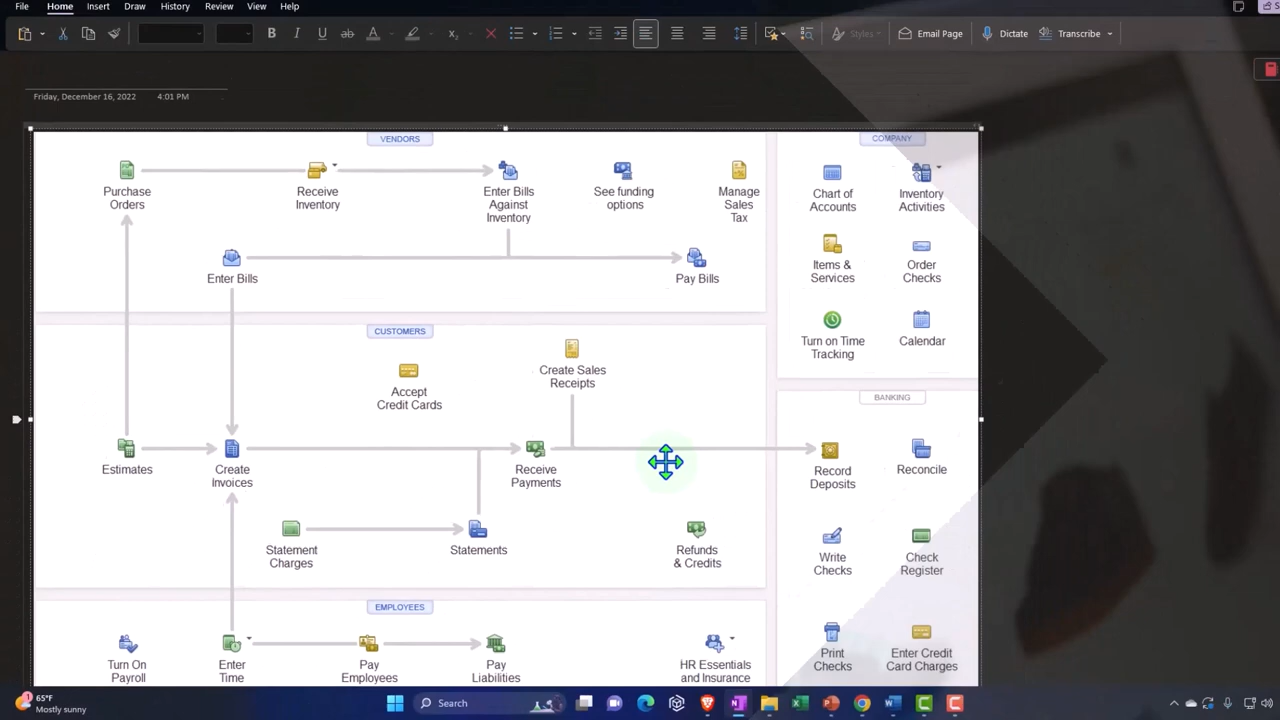 File Home Insert Draw History Review View Help
Styles Email Page Dictate Transcribe
Friday, December 16, 2022 4:01 PM
VENDORS
COMPANY
Purchase
Orders
Receive
Inventory
Enter Bills
Against
Inventory
See funding
options
Manage
Sales
Tax
Chart of
Accounts
Inventory
Activities
Enter Bills
Pay Bills
Items &
Services
Order
Checks
CUSTOMERS
Turn on Time
Tracking
Calendar
Accept
Credit Cards
Create Sales
Receipts
BANKING
Estimates
Create
Invoices
Receive
Payments
Record
Deposits
Reconcile
Statement
Charges
Statements
Refunds
& Credits
Write
Checks
Check
Register
EMPLOYEES
Turn On
Payroll
Enter
Time
Pay
Employees
Pay
Liabilities
HR Essentials
and Insurance
Print
Checks
Enter Credit
Card Charges
65°F
Mostly sunny
Search